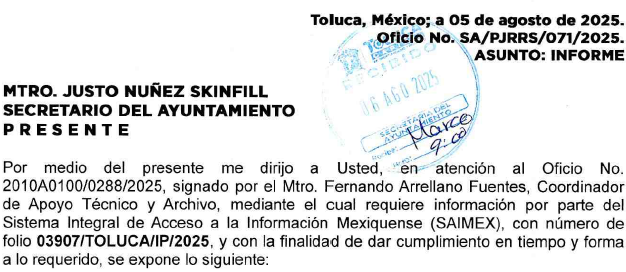 Toluca, México; a 05 de agosto de 2025.
Oficio No. SA/PJRRS/071/2025.
ASUNTO: INFORME
TOLUCA
RECIBIDO
06 AGO 2025
SECRETARÍA DEL
AYUNTAMIENTO
Marco
9:00
MTRO. JUSTO NUÑEZ SKINFILL
SECRETARIO DEL AYUNTAMIENTO
P R E S E N T E
Por medio del presente me dirijo a Usted, en atención al Oficio No.
2010A0100/0288/2025, signado por el Mtro. Fernando Arrellano Fuentes, Coordinador
de Apoyo Técnico y Archivo, mediante el cual requiere información por parte del
Sistema Integral de Acceso a la Información Mexiquense (SAIMEX), con número de
folio 03907/TOLUCA/IP/2025, y con la finalidad de dar cumplimiento en tiempo y forma
a lo requerido, se expone lo siguiente: